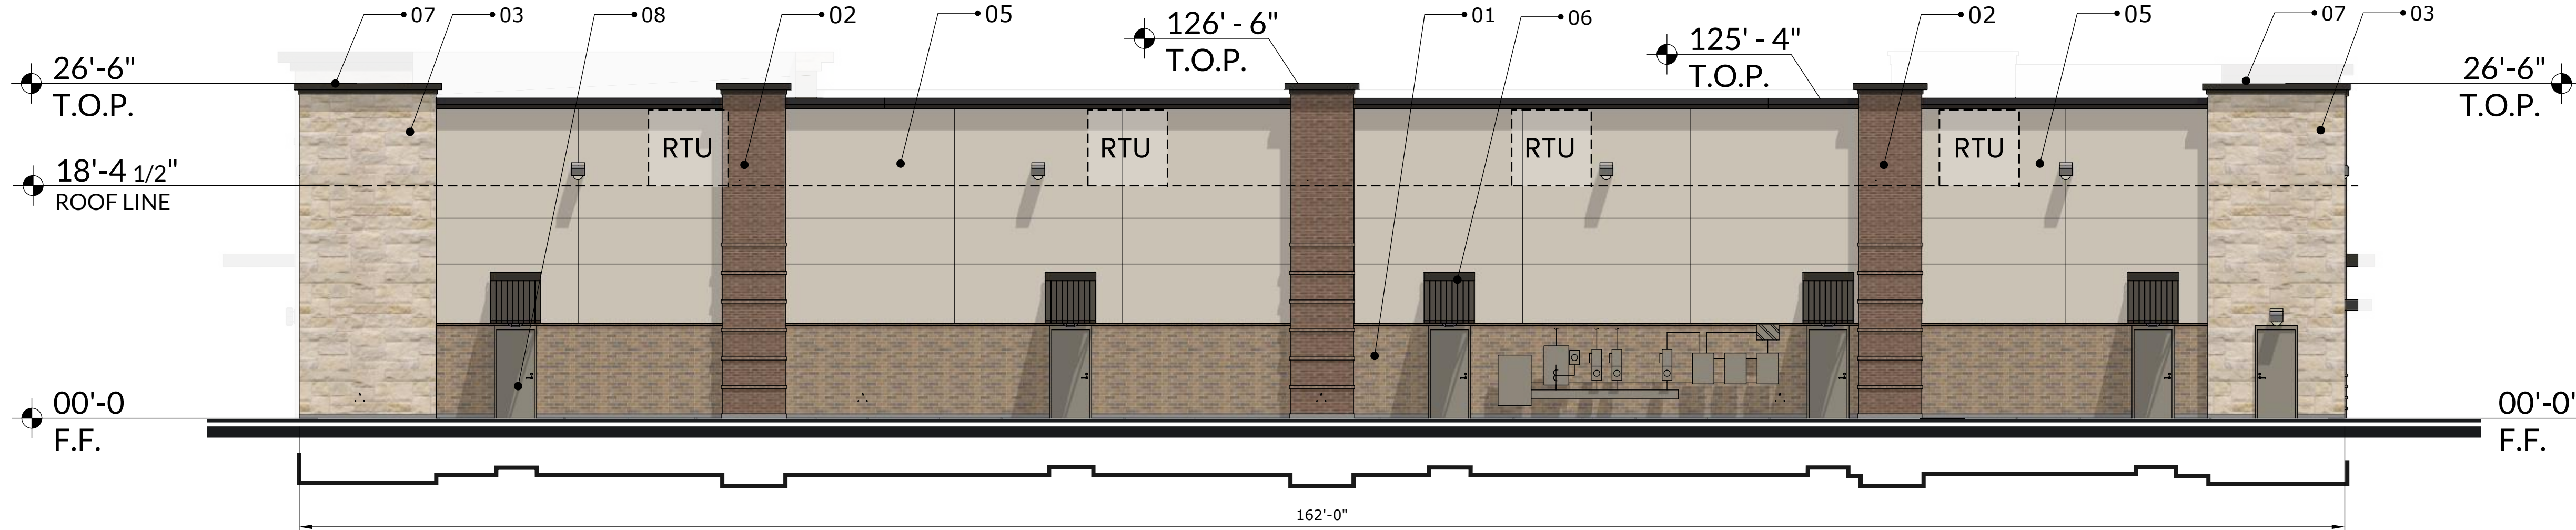 07
03
08
02
05
126' - 6"
T.O.P.
01
06
125' - 4"
T.O.P.
02
05
07
03
26'-6"
T.O.P.
26'-6"
T.O.P.
18'-4 1/2"
ROOF LINE
RTU
RTU
RTU
RTU
00'-0
F.F.
00'-0'
F.F.
162'-0"